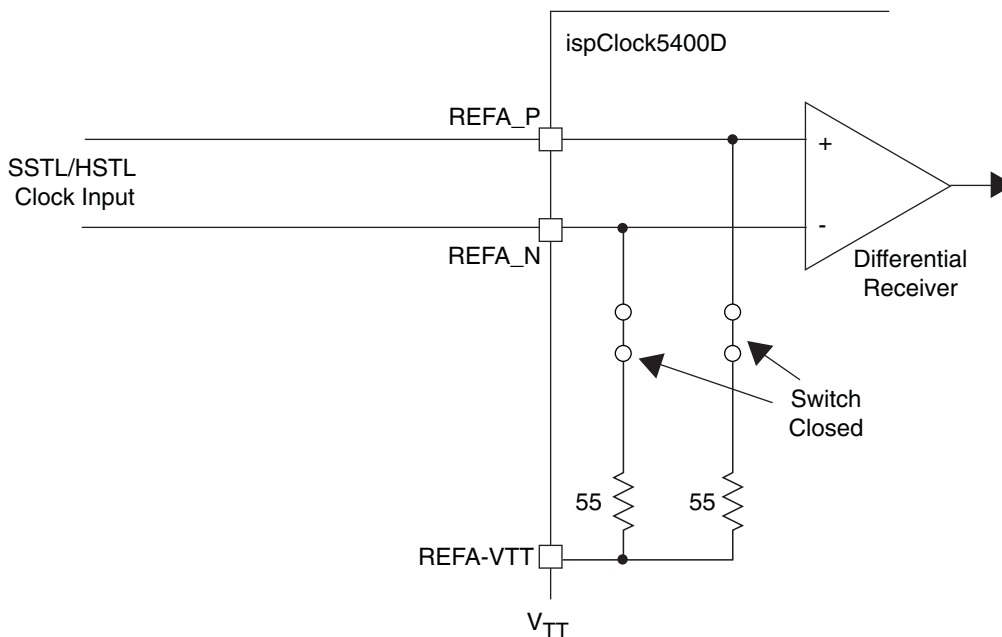 ispClock5400D
REFA_P
+
SSTL/HSTL
Clock Input
-
REFA_N
Differential
Receiver
Switch
Closed
55
55
REFA-VTT
VTT